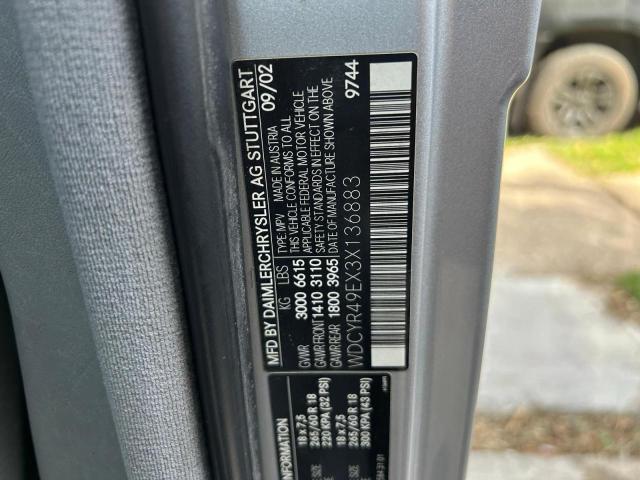 MFD BY DAIMLERCHRYSLER AG STUTTGART
09/02
KG LBS TYPE: MPV MADE IN AUSTRIA
THIS VEHICLE CONFORMS TO ALL
GVWR 3000 6615 APPLICABLE FEDERAL MOTOR VEHICLE
GAWR FRONT 1410 3110 SAFETY STANDARDS IN EFFECT ON THE
GAWR REAR 1800 3965 DATE OF MANUFACTURE SHOWN ABOVE.
9744
WDCYR49EX3X136883
INFORMATION
18 x 7,5
265/60 R 18
220 KPA (32 PSI)
18 x 7,5
265/60 R 18
300 KPA (43 PSI)